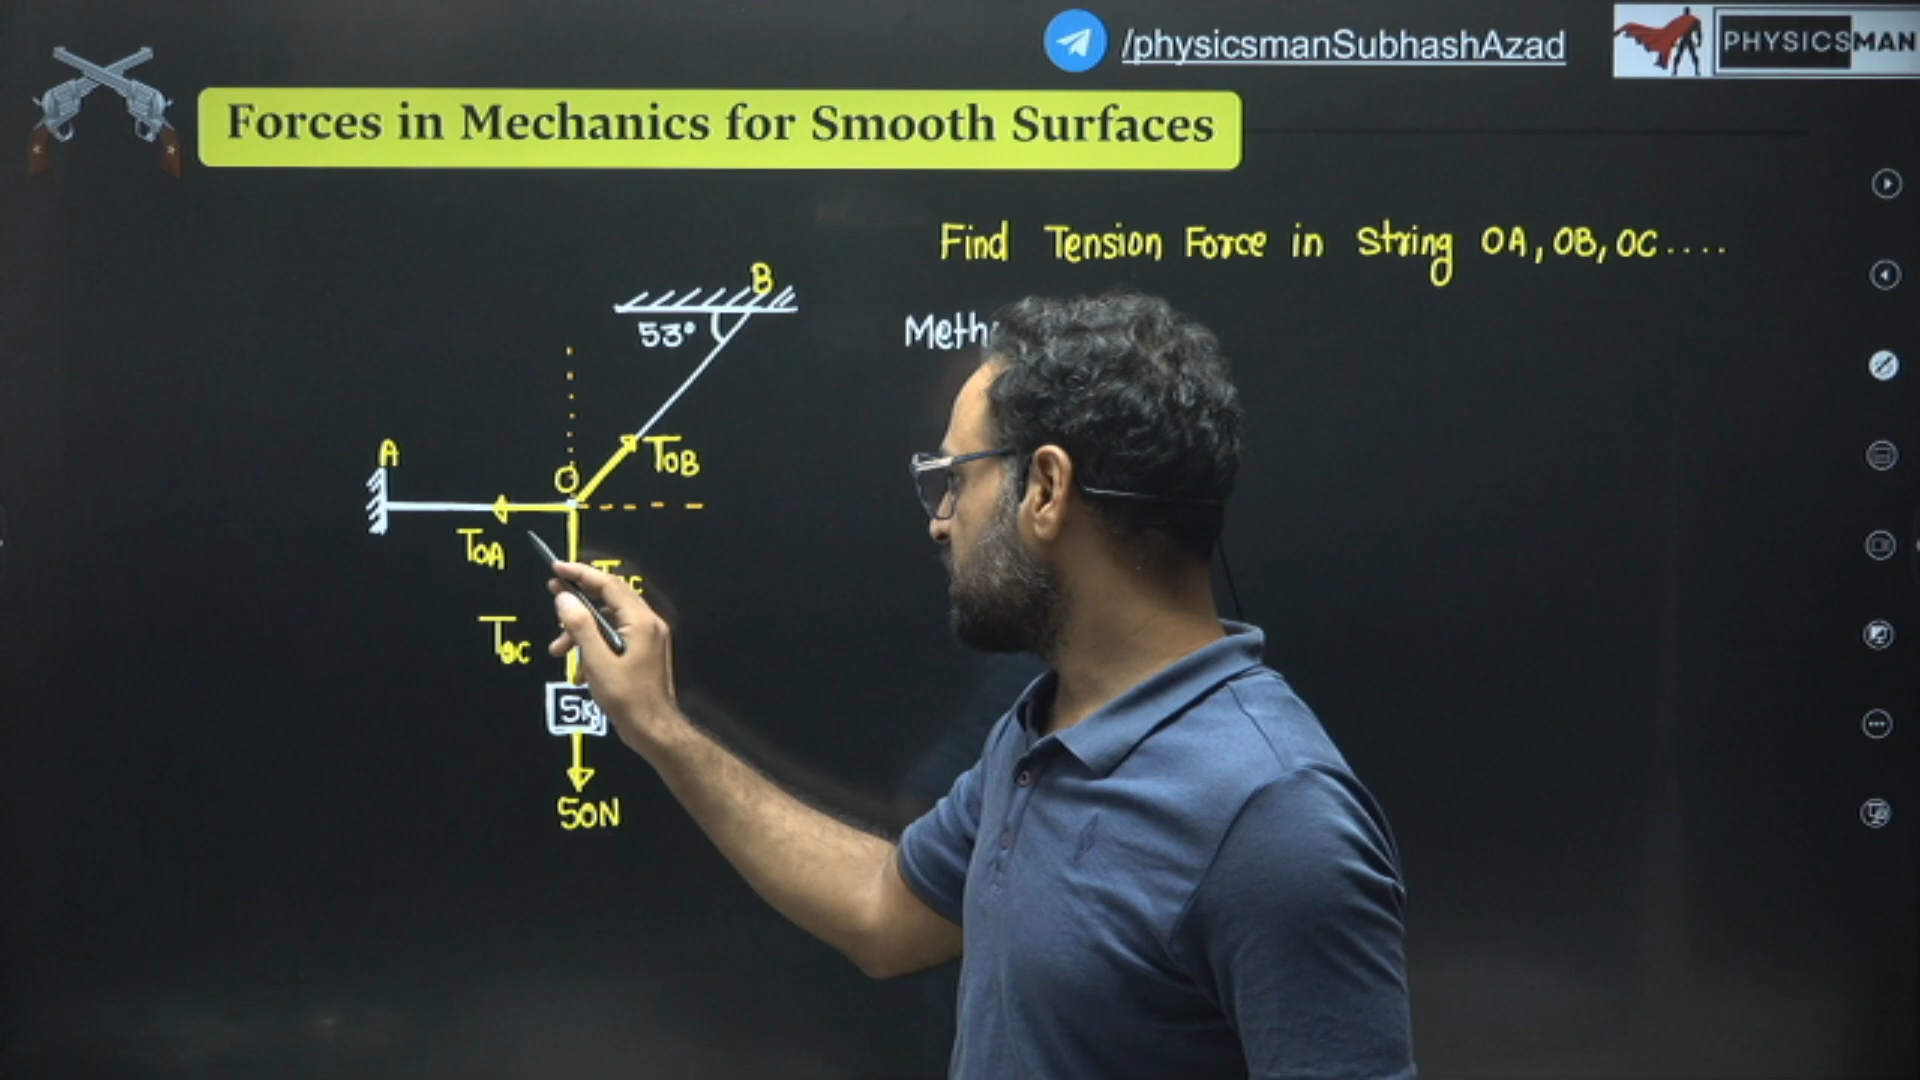 /physicsmanSubhashAzad
PHYSICSMAN
Forces in Mechanics for Smooth Surfaces
Find Tension Force in String OA, OB, OC....
B
53°
A
O
TOB
TOA
TOC
5kg
50N